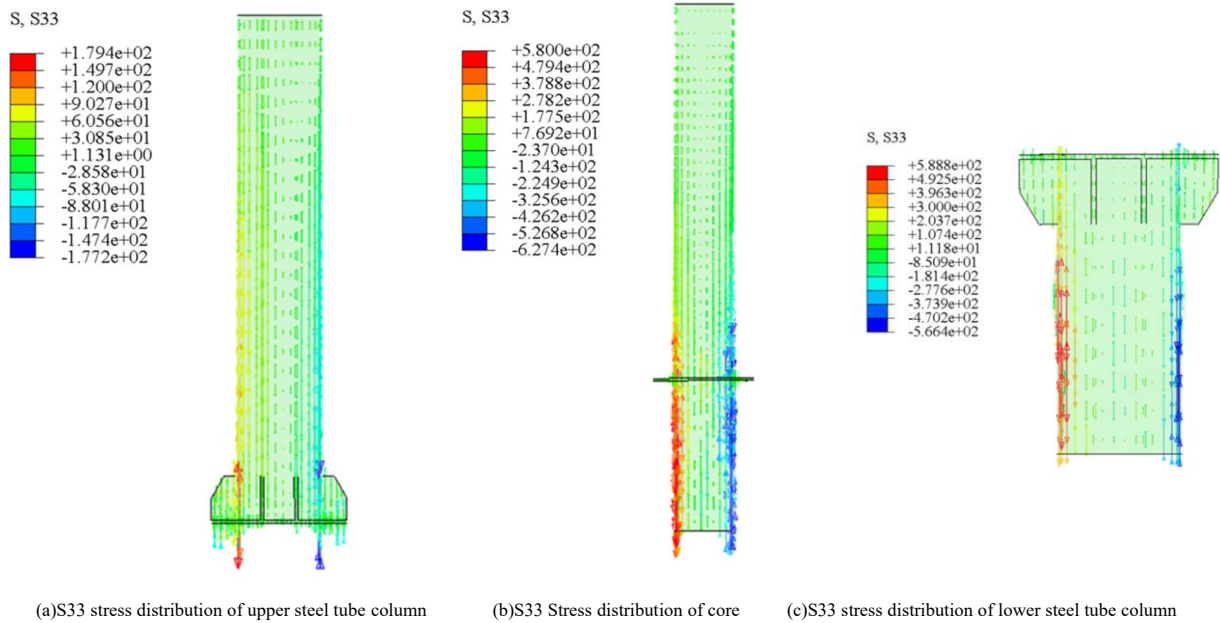 S, S33
+1.794e+02
+1.497e+02
+1.200e+02
+9.027e+01
+6.056e+01
+3.085e+01
+1.131e+00
-2.858e+01
-5.830e+01
-8.801e+01
-1.177e+02
-1.474e+02
-1.772e+02
S, S33
+5.800e+02
+4.794e+02
+3.788e+02
+2.782e+02
+1.775e+02
+7.692e+01
-2.370e+01
-1.243e+02
-2.249e+02
-3.256e+02
-4.262e+02
-5.268e+02
-6.274e+02
S, S33
+5.888e+02
+4.925e+02
+3.963e+02
+3.000e+02
+2.037e+02
+1.074e+02
+1.118e+01
-8.509e+01
-1.814e+02
-2.776e+02
-3.739e+02
-4.702e+02
-5.664e+02
(a)S33 stress distribution of upper steel tube column
(b)S33 Stress distribution of core
(c)S33 stress distribution of lower steel tube column